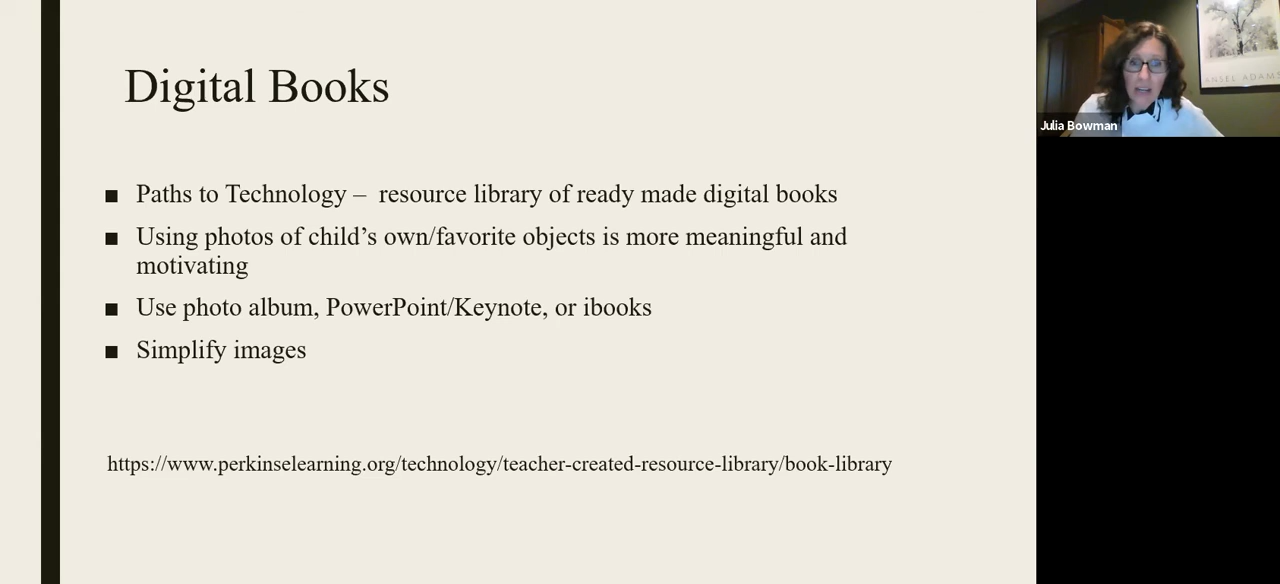 Digital Books
■ Paths to Technology – resource library of ready made digital books
■ Using photos of child’s own/favorite objects is more meaningful and
motivating
■ Use photo album, PowerPoint/Keynote, or ibooks
■ Simplify images
https://www.perkinselearning.org/technology/teacher-created-resource-library/book-library
ANSEL ADAMS
Julia Bowman